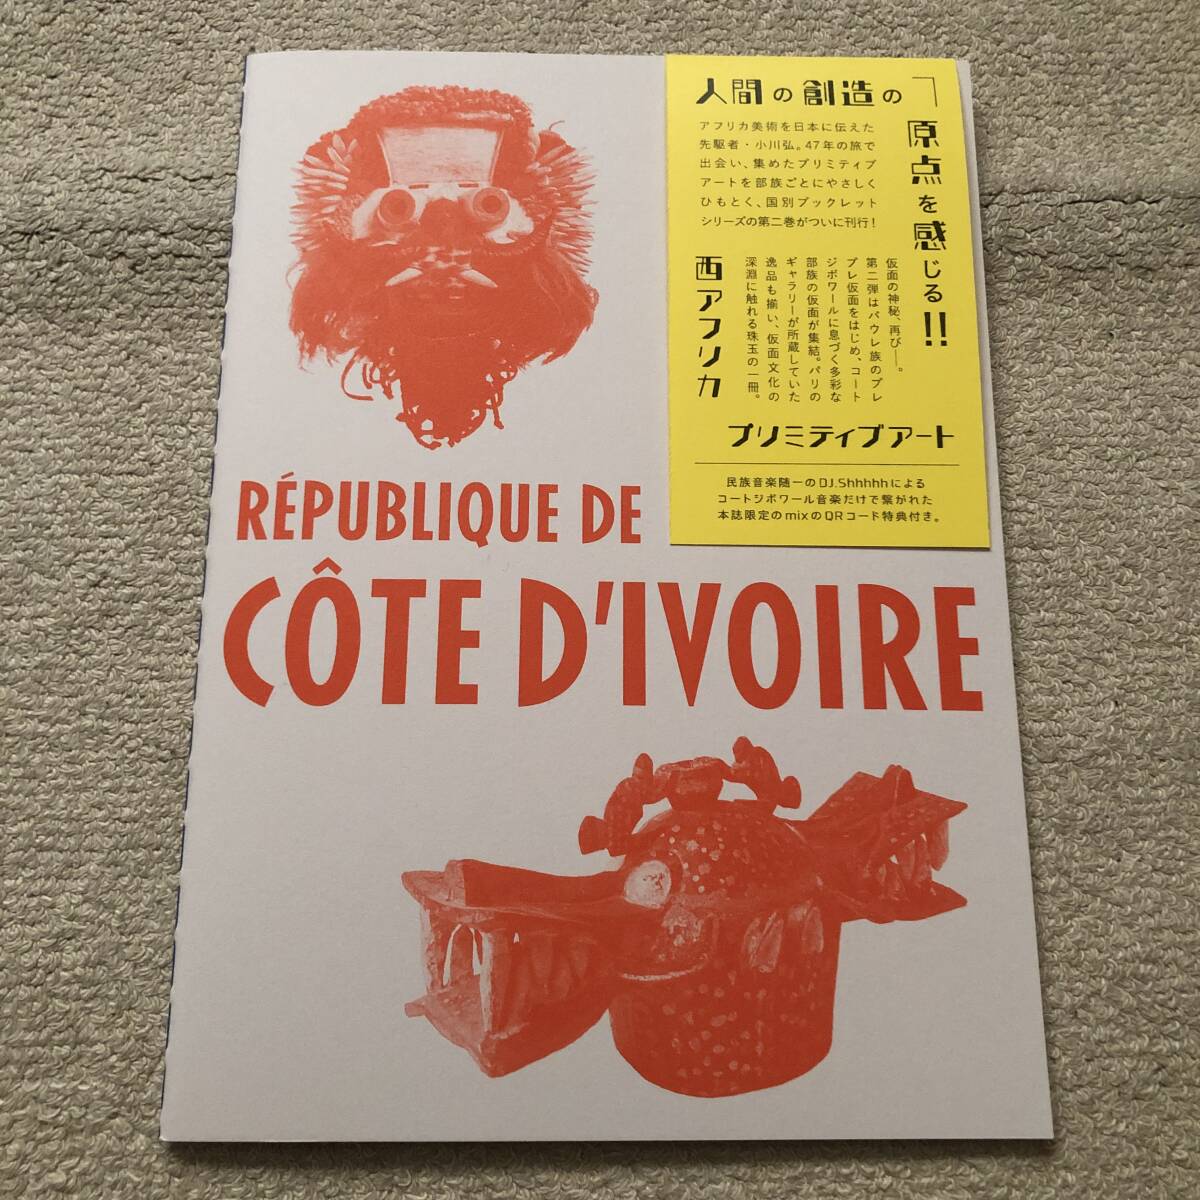 人間の創造の「原点を感じる!!
アフリカ美術を日本に伝えた
先駆者・小川弘。47年の旅で
出会い、集めたプリミティブ
アートを部族ごとにやさしく
ひもとく、国別ブックレット
シリーズの第二巻がついに刊行!
仮面の神秘、再び――。
第二弾はバウレ族のプレ
プレ仮面をはじめ、コート
ジボワールに息づく多彩な
部族の仮面が集結。パリの
ギャラリーが所蔵していた
逸品も揃い、仮面文化の
深淵に触れる珠玉の一冊。
西アフリカ
プリミティブアート
民族音楽随一のDJ.Shhhhhによる
コートジボワール音楽だけで繋がれた
本誌限定のmixのQRコード特典付き。
RÉPUBLIQUE DE
CÔTE D'IVOIRE